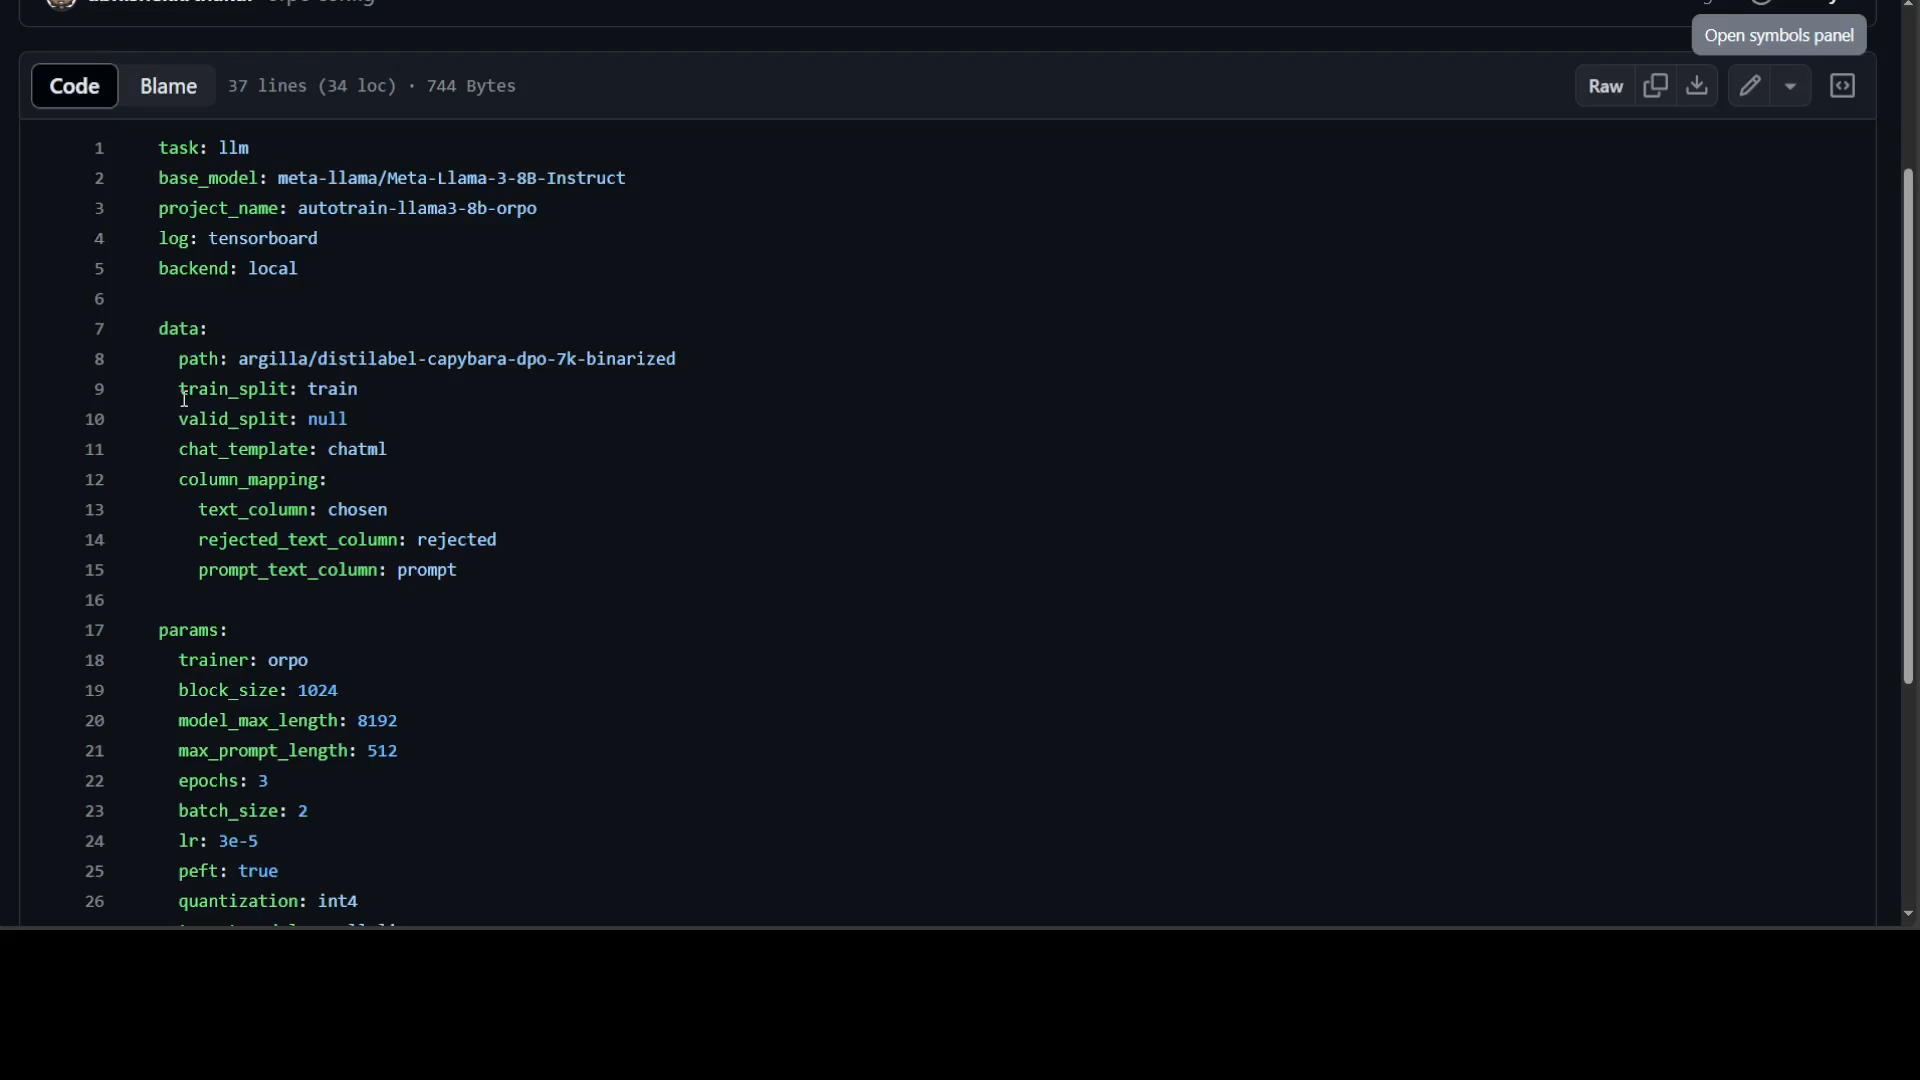 Open symbols panel
Code Blame 37 lines (34 loc) · 744 Bytes Raw
1 task: llm
2 base_model: meta-llama/Meta-Llama-3-8B-Instruct
3 project_name: autotrain-llama3-8b-orpo
4 log: tensorboard
5 backend: local
6
7 data:
8 path: argilla/distilabel-capybara-dpo-7k-binarized
9 train_split: train
10 valid_split: null
11 chat_template: chatml
12 column_mapping:
13 text_column: chosen
14 rejected_text_column: rejected
15 prompt_text_column: prompt
16
17 params:
18 trainer: orpo
19 block_size: 1024
20 model_max_length: 8192
21 max_prompt_length: 512
22 epochs: 3
23 batch_size: 2
24 lr: 3e-5
25 peft: true
26 quantization: int4